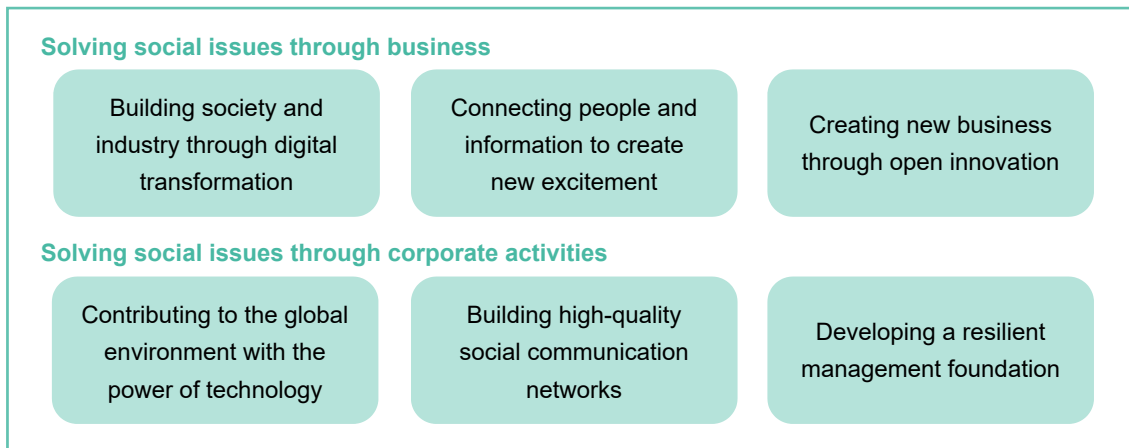 Solving social issues through business
Building society and
industry through digital
transformation
Connecting people and
information to create
new excitement
Creating new business
through open innovation
Solving social issues through corporate activities
Contributing to the global
environment with the
power of technology
Building high-quality
social communication
networks
Developing a resilient
management foundation